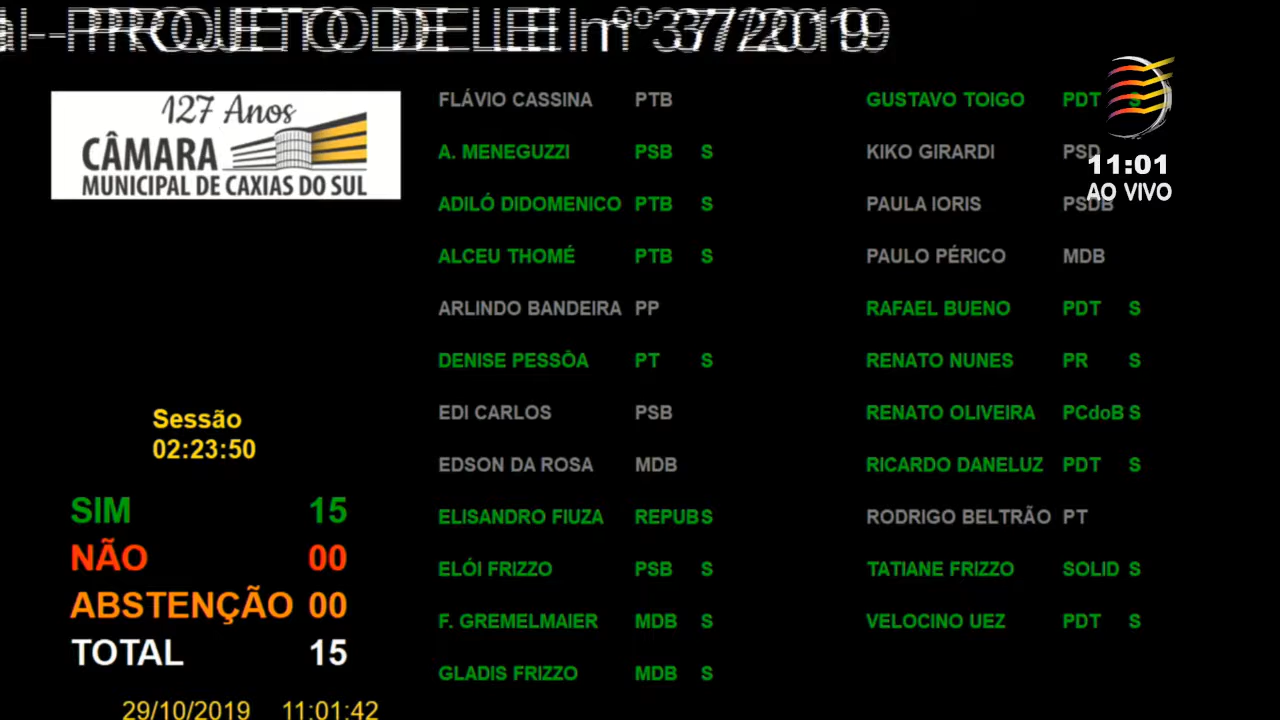 - PROJETO DE LEI nº 37/2019
127 Anos
CÂMARA
MUNICIPAL DE CAXIAS DO SUL
Sessão
02:23:50
SIM 15
NÃO 00
ABSTENÇÃO 00
TOTAL 15
29/10/2019 11:01:42
FLÁVIO CASSINA PTB
A. MENEGUZZI PSB S
ADILÓ DIDOMENICO PTB S
ALCEU THOMÉ PTB S
ARLINDO BANDEIRA PP
DENISE PESSÔA PT S
EDI CARLOS PSB
EDSON DA ROSA MDB
ELISANDRO FIUZA REPUB S
ELÓI FRIZZO PSB S
F. GREMELMAIER MDB S
GLADIS FRIZZO MDB S
GUSTAVO TOIGO PDT S
KIKO GIRARDI PSD
PAULA IORIS PSDB
PAULO PÉRICO MDB
RAFAEL BUENO PDT S
RENATO NUNES PR S
RENATO OLIVEIRA PCdoB S
RICARDO DANELUZ PDT S
RODRIGO BELTRÃO PT
TATIANE FRIZZO SOLID S
VELOCINO UEZ PDT S
11:01
AO VIVO